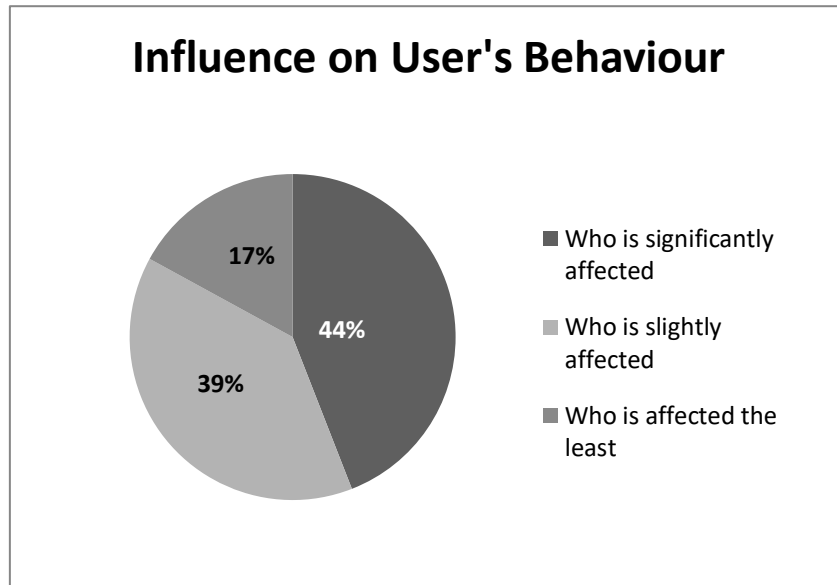 Influence on User's Behaviour
17%
44%
39%
Who is significantly
affected
Who is slightly
affected
Who is affected the
least